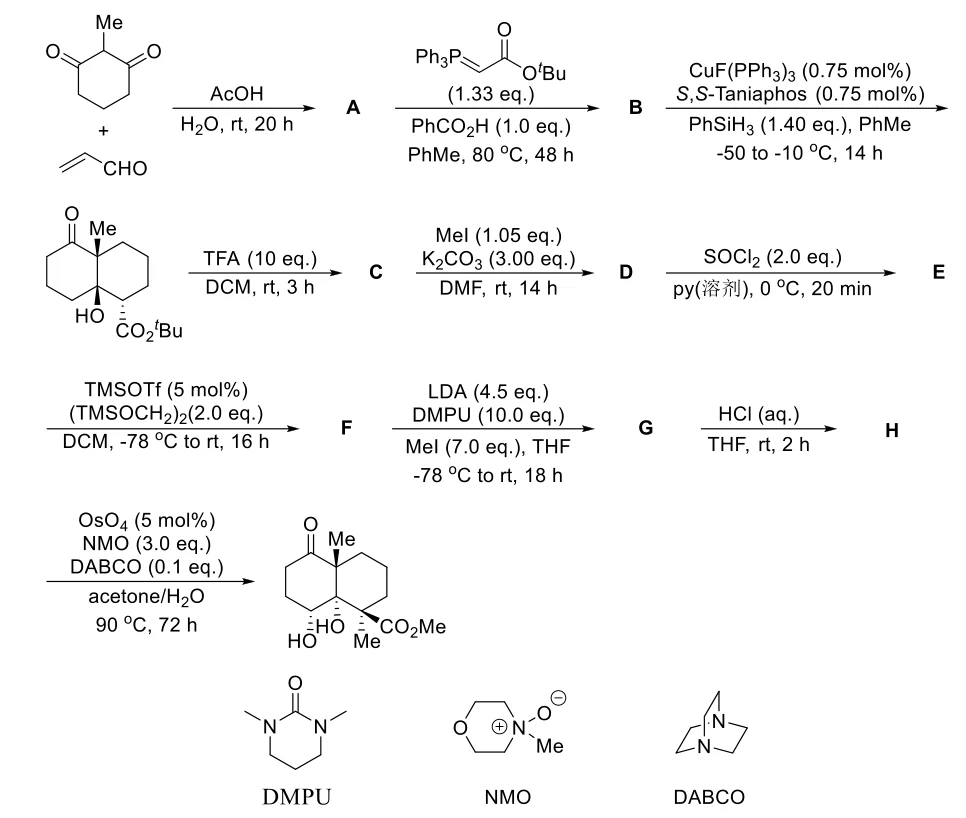 Me
O O
+
CHO
AcOH
H₂O, rt, 20 h
A
O
Ph₃P OᵗBu
(1.33 eq.)
PhCO₂H (1.0 eq.)
PhMe, 80 °C, 48 h
B
CuF(PPh₃)₃ (0.75 mol%)
S,S-Taniaphos (0.75 mol%)
PhSiH₃ (1.40 eq.), PhMe
-50 to -10 °C, 14 h
O
Me
HO
CO₂ᵗBu
TFA (10 eq.)
DCM, rt, 3 h
C
MeI (1.05 eq.)
K₂CO₃ (3.00 eq.)
DMF, rt, 14 h
D
SOCl₂ (2.0 eq.)
py(溶剂), 0 °C, 20 min
E
TMSOTf (5 mol%)
(TMSOCH₂)₂(2.0 eq.)
DCM, -78 °C to rt, 16 h
F
LDA (4.5 eq.)
DMPU (10.0 eq.)
MeI (7.0 eq.), THF
-78 °C to rt, 18 h
G
HCl (aq.)
THF, rt, 2 h
H
OsO₄ (5 mol%)
NMO (3.0 eq.)
DABCO (0.1 eq.)
acetone/H₂O
90 °C, 72 h
O
Me
HO CO₂Me
HO Me
O
N N
DMPU
O N⊕ O⊖
Me
NMO
N
N
DABCO